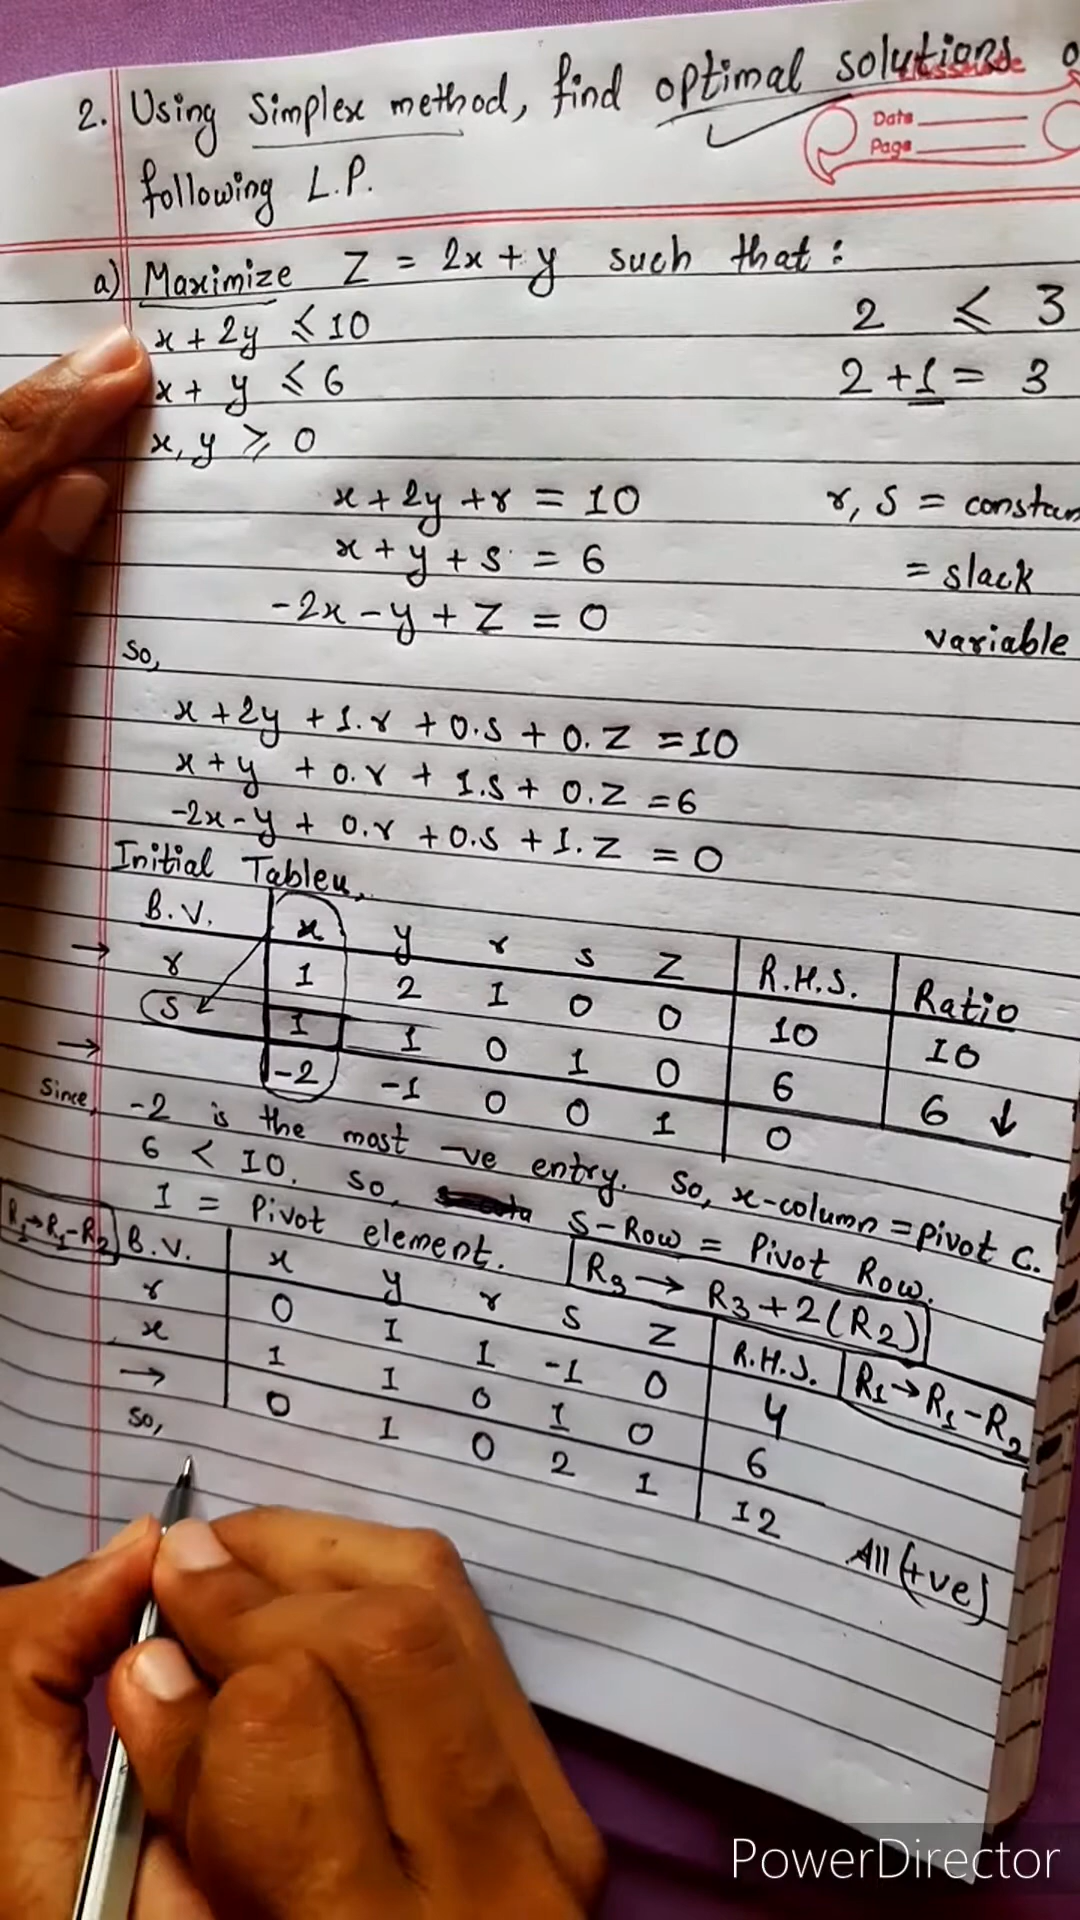 2. Using Simplex method, find optimal solutions
Date
Page
following L.P.
a) Maximize Z = 2x + y such that :
x + 2y ≤ 10
2 ≤ 3
x + y ≤ 6
2 + 1 = 3
x, y ≥ 0
x + 2y + r = 10
r, S = constan
x + y + s = 6
= slack
-2x - y + Z = 0
variable
So,
x + 2y + 1.r + 0.S + 0.Z = 10
x + y + 0.r + 1.S + 0.Z = 6
-2x - y + 0.r + 0.S + 1.Z = 0
Initial Tableu,
B.V. x y r s Z R.H.S. Ratio
→ r 1 2 1 0 0 10 10
S 1 1 0 1 0 6 6 ↓
→ -2 -1 0 0 1 0
Since, -2 is the most -ve entry. So, x-column = pivot C.
6 < 10. So, S-Row = Pivot Row.
1 = Pivot element. R3 → R3 + 2(R2)
R1→R1-R2 B.V. x y r S Z R.H.S. R1→R1-R2
r 0 1 1 -1 0 4
x 1 1 0 1 0 6
→ 0 1 0 2 1 12
So,
All (+ve)
PowerDirector